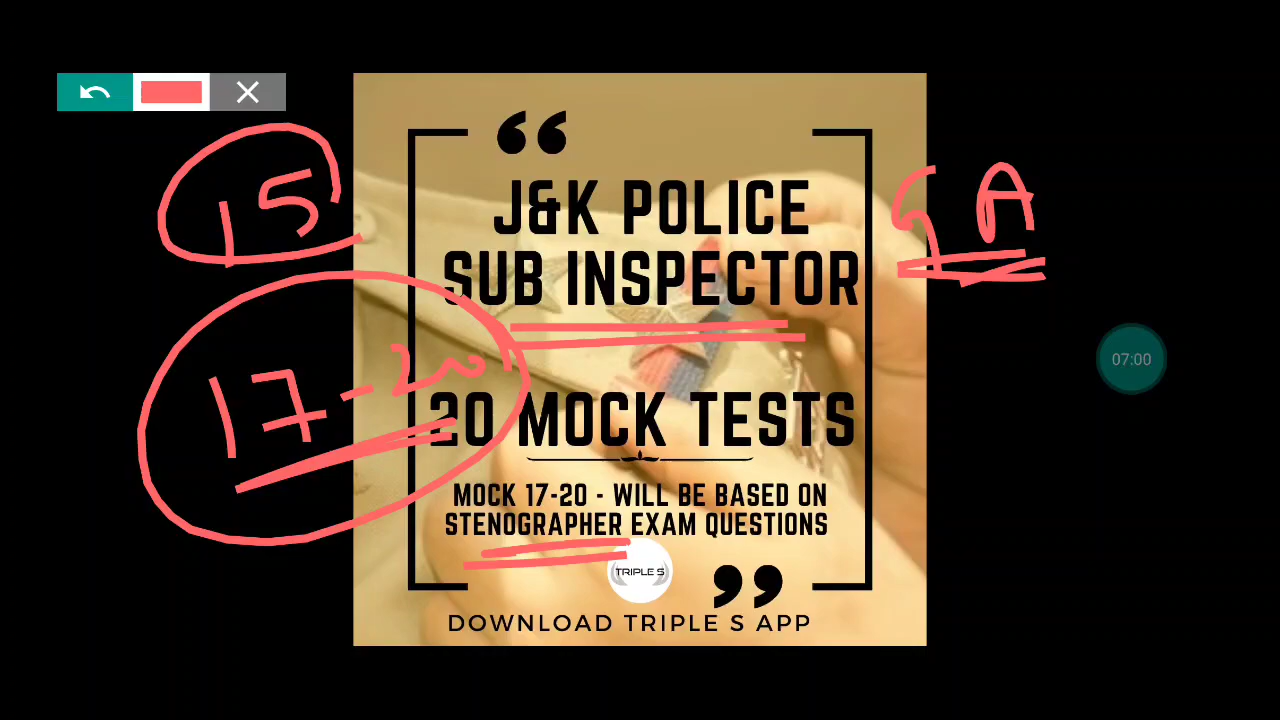 J&K POLICE
SUB INSPECTOR
20 MOCK TESTS
MOCK 17-20 - WILL BE BASED ON
STENOGRAPHER EXAM QUESTIONS
TRIPLE S
DOWNLOAD TRIPLE S APP
15
17-20
A
07:00